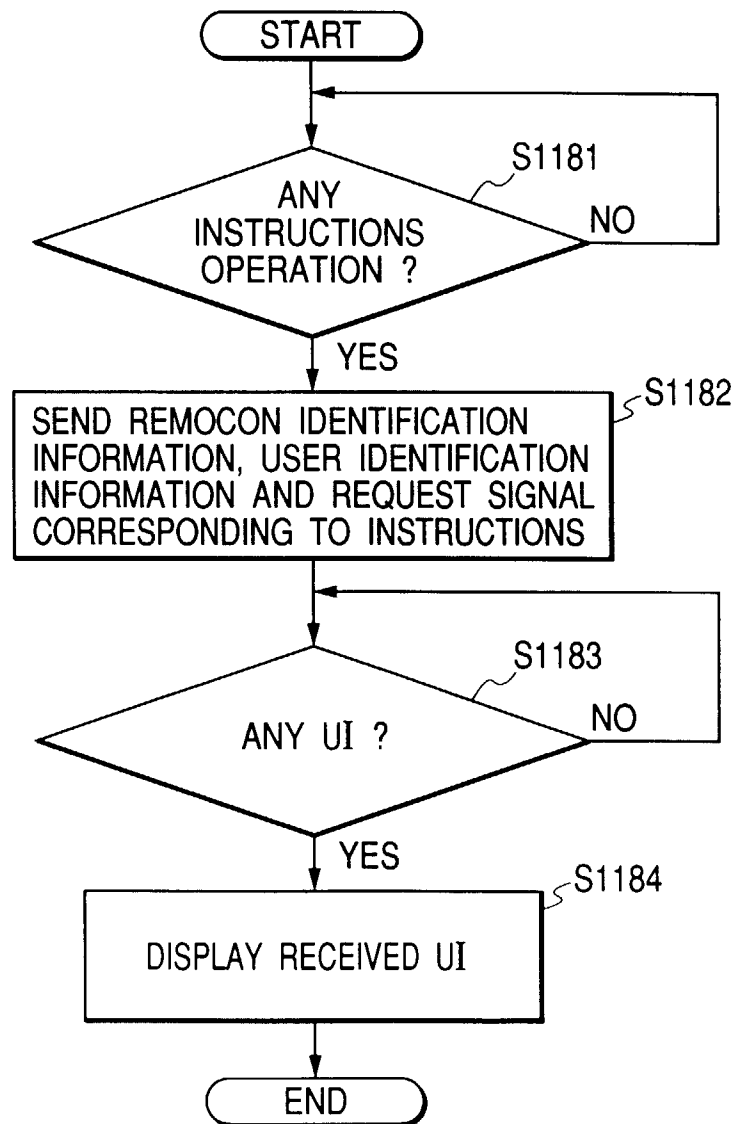 START
S1181
ANY
INSTRUCTIONS
OPERATION ?
NO
YES
S1182
SEND REMOCON IDENTIFICATION
INFORMATION, USER IDENTIFICATION
INFORMATION AND REQUEST SIGNAL
CORRESPONDING TO INSTRUCTIONS
S1183
ANY UI ?
NO
YES
S1184
DISPLAY RECEIVED UI
END